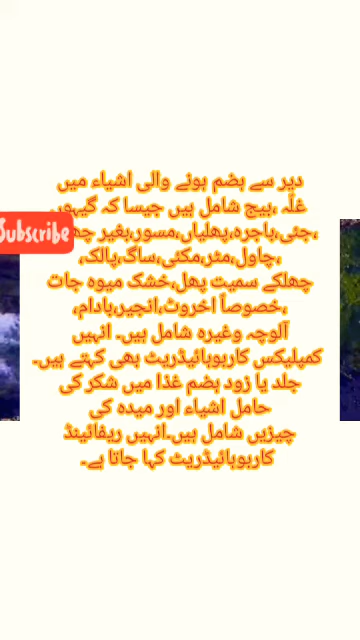 دیر سے ہضم ہونے والی اشیاء میں
غلّہ ،بیج شامل ہیں جیسا کہ گیہوں
Subscribe
،جئی،باجرہ،پھلیاں،مسور،بغیر
،چاول،مٹر،مکئی،ساگ،پالک،
چھلکے سمیت پھل،خشک میوہ جات
،خصوصاً اخروٹ،انجیر،بادام،
آلوچہ وغیرہ شامل ہیں۔ انہیں
کمپلیکس کاربوہائیڈریٹ بھی کہتے ہیں۔
جلد یا زود ہضم غذا میں شکر کی
حامل اشیاء اور میدہ کی
چیزیں شامل ہیں۔انہیں ریفائینڈ
کاربوہائیڈریٹ کہا جاتا ہے۔